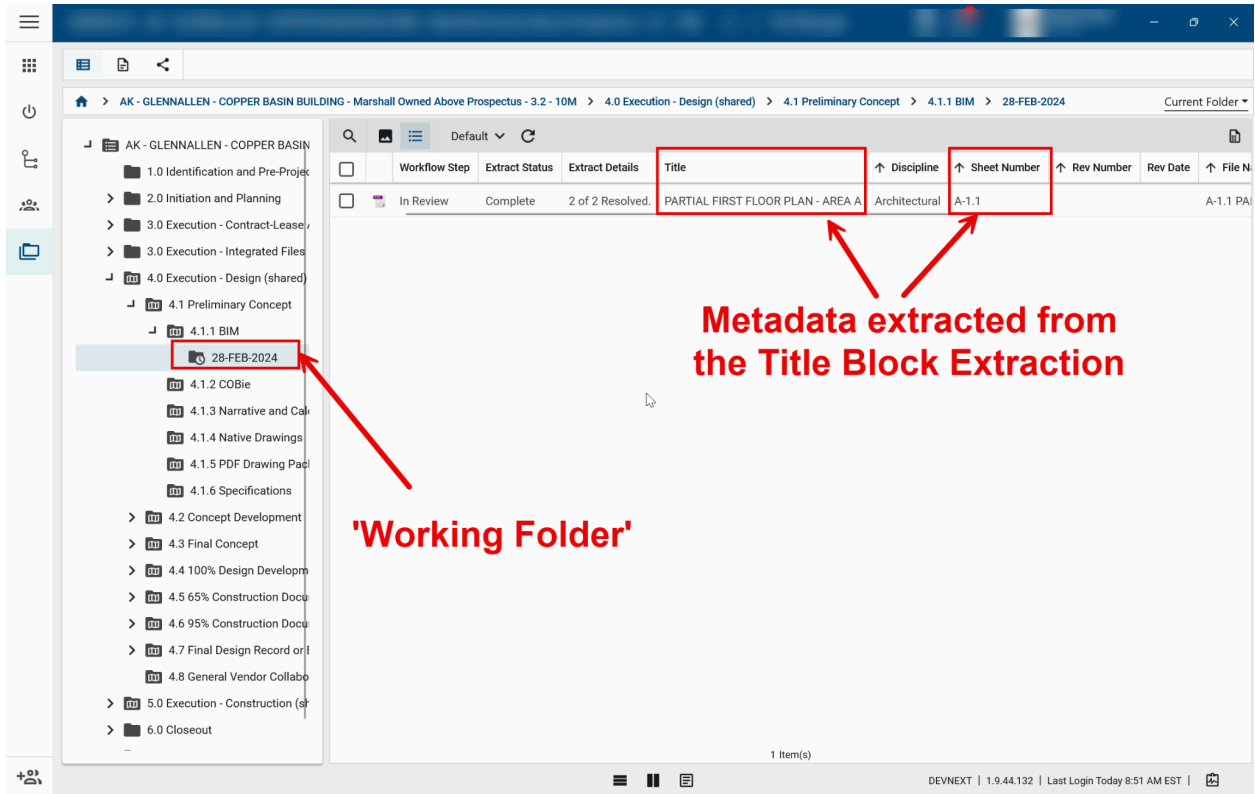 AK - GLENNALLEN - COPPER BASIN BUILDING - Marshall Owned Above Prospectus - 3.2 - 10M > 4.0 Execution - Design (shared) > 4.1 Preliminary Concept > 4.1.1 BIM > 28-FEB-2024
Current Folder
AK - GLENNALLEN - COPPER BASIN
1.0 Identification and Pre-Projec
2.0 Initiation and Planning
3.0 Execution - Contract-Lease
3.0 Execution - Integrated Files
4.0 Execution - Design (shared)
4.1 Preliminary Concept
4.1.1 BIM
28-FEB-2024
4.1.2 COBie
4.1.3 Narrative and Calc
4.1.4 Native Drawings
4.1.5 PDF Drawing Pac
4.1.6 Specifications
4.2 Concept Development
4.3 Final Concept
4.4 100% Design Developm
4.5 65% Construction Docu
4.6 95% Construction Docu
4.7 Final Design Record or
4.8 General Vendor Collabo
5.0 Execution - Construction (sh
6.0 Closeout
Default
Workflow Step Extract Status Extract Details Title Discipline Sheet Number Rev Number Rev Date File N
In Review Complete 2 of 2 Resolved. PARTIAL FIRST FLOOR PLAN - AREA A Architectural A-1.1 A-1.1 PA
Metadata extracted from
the Title Block Extraction
'Working Folder'
1 Item(s)
DEVNEXT | 1.9.44.132 | Last Login Today 8:51 AM EST |